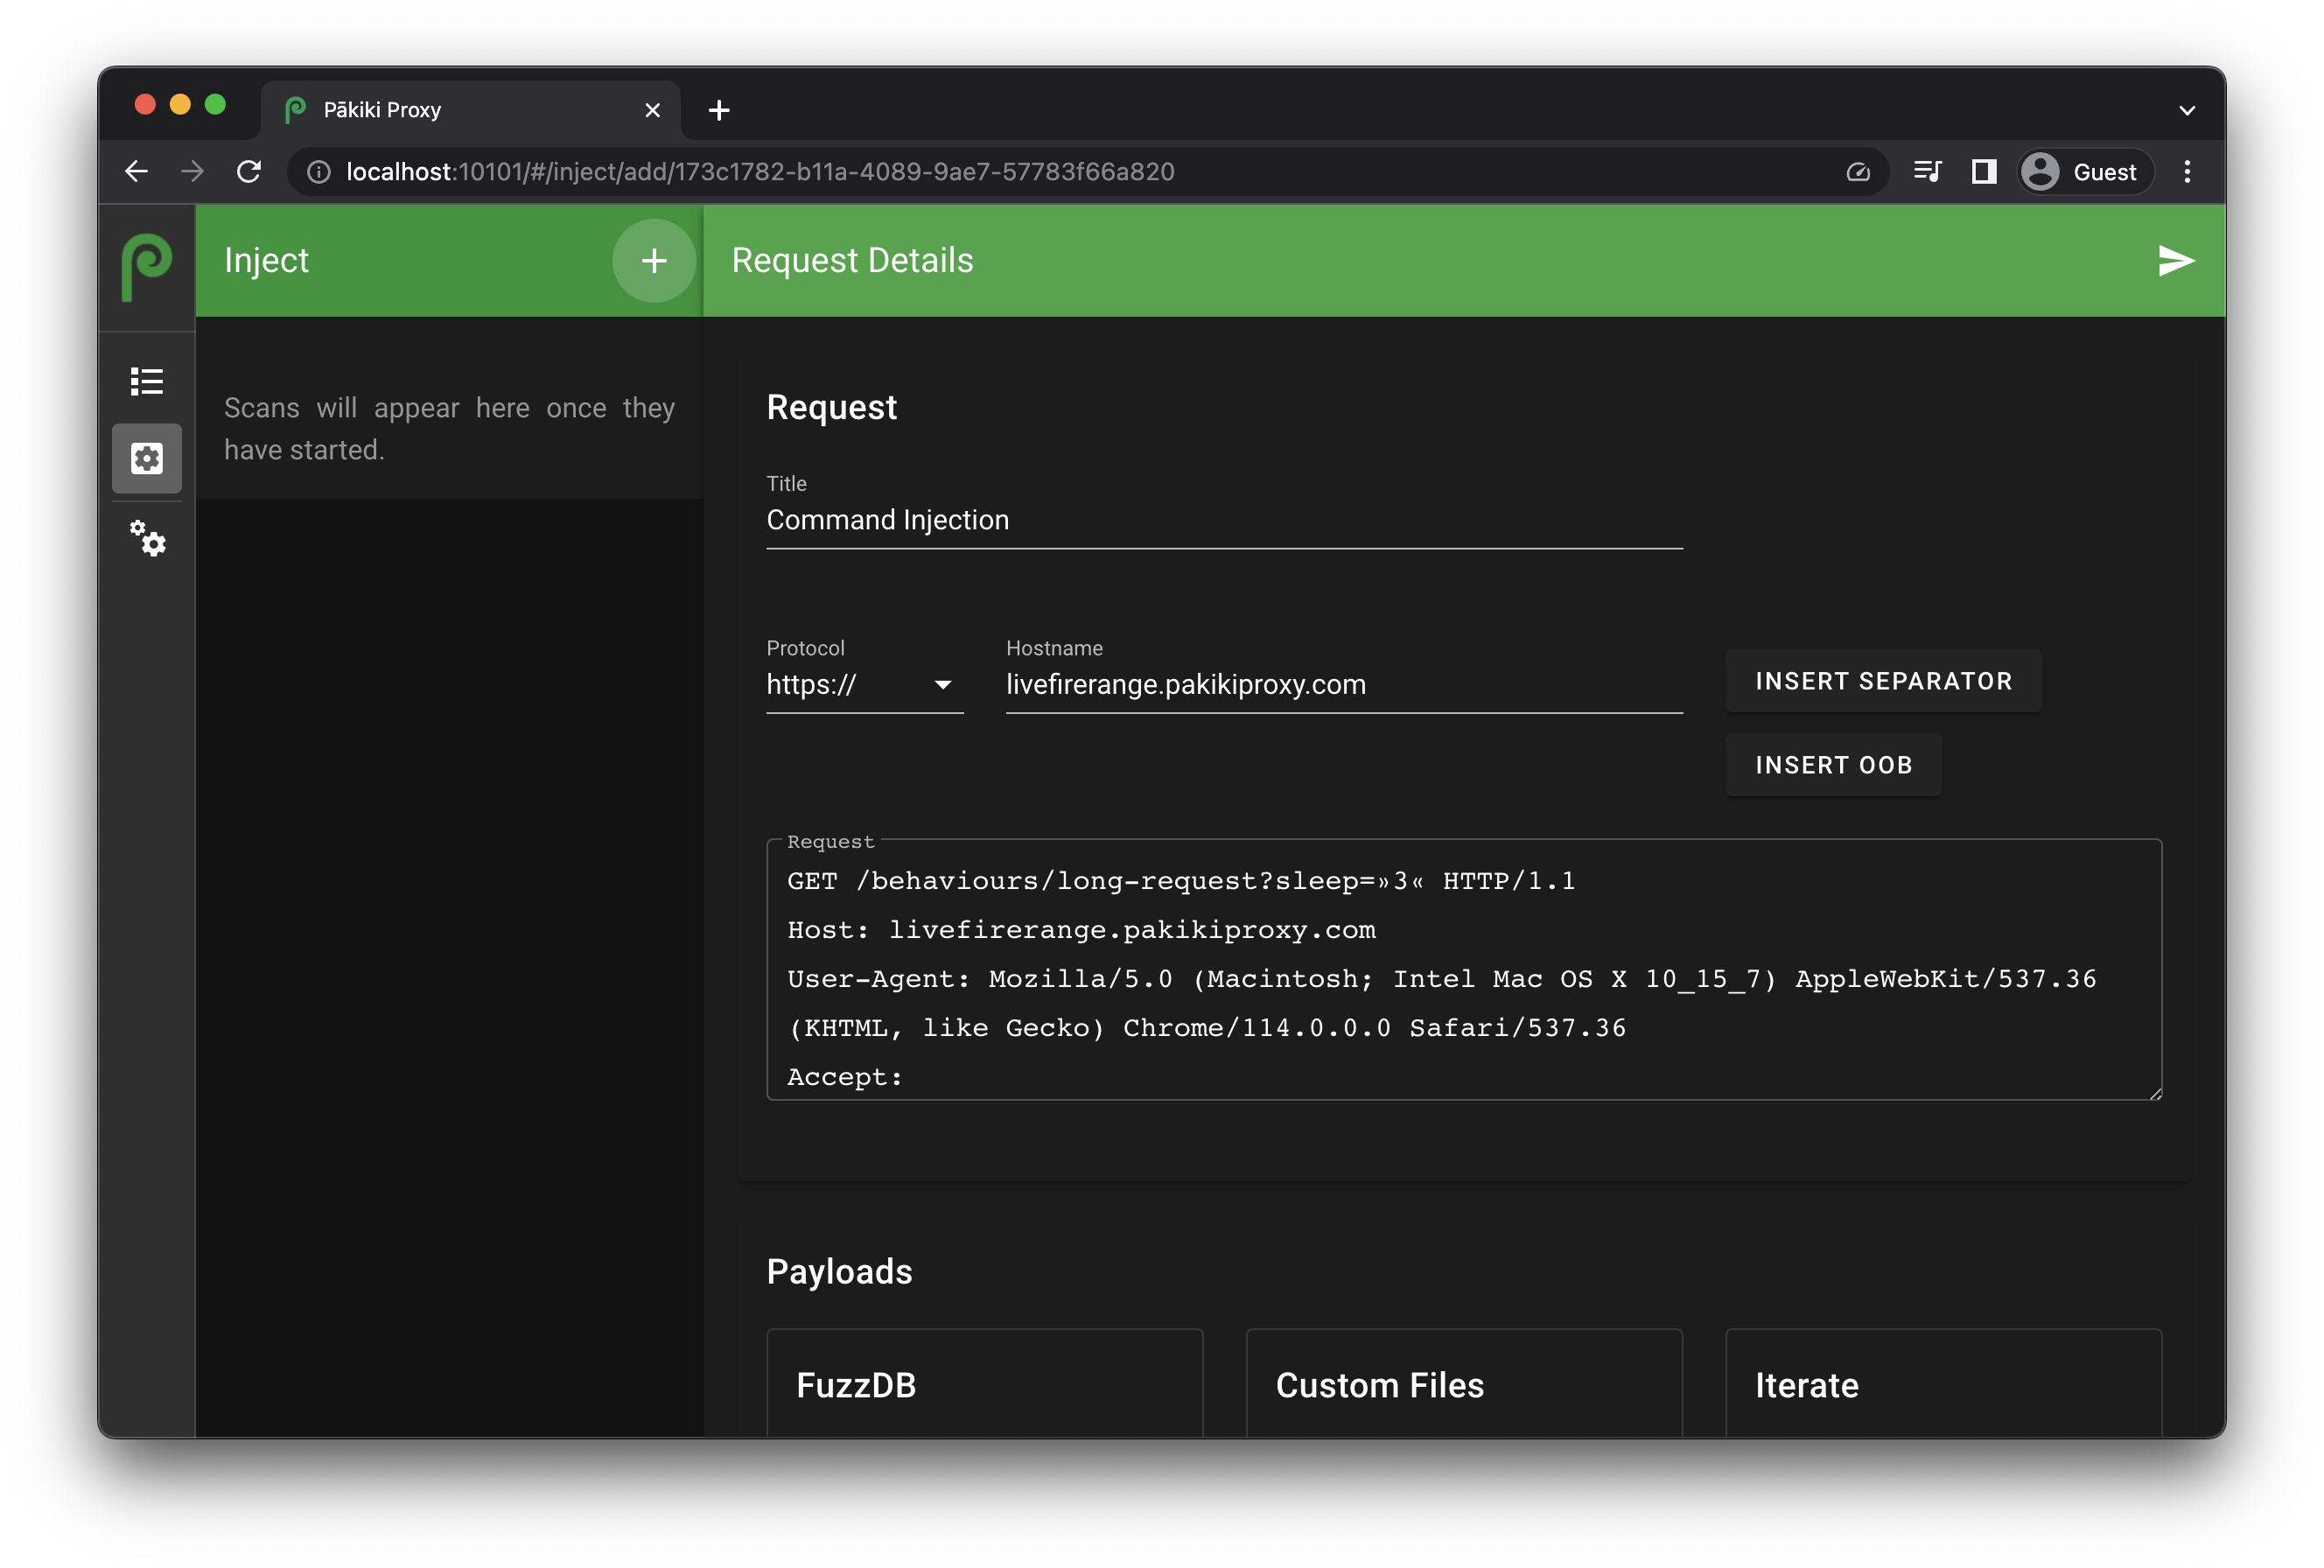 Pākiki Proxy
localhost:10101/#/inject/add/173c1782-b11a-4089-9ae7-57783f66a820
Guest
Inject
Request Details
Scans will appear here once they
have started.
Request
Title
Command Injection
Protocol
Hostname
https://
livefirerange.pakikiproxy.com
INSERT SEPARATOR
INSERT OOB
Request
GET /behaviours/long-request?sleep=»3« HTTP/1.1
Host: livefirerange.pakikiproxy.com
User-Agent: Mozilla/5.0 (Macintosh; Intel Mac OS X 10_15_7) AppleWebKit/537.36
(KHTML, like Gecko) Chrome/114.0.0.0 Safari/537.36
Accept:
Payloads
FuzzDB
Custom Files
Iterate